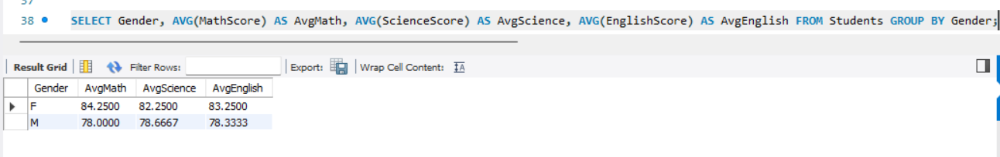 37
38 SELECT Gender, AVG(MathScore) AS AvgMath, AVG(ScienceScore) AS AvgScience, AVG(EnglishScore) AS AvgEnglish FROM Students GROUP BY Gender;
Result Grid Filter Rows: Export: Wrap Cell Content: IA
Gender AvgMath AvgScience AvgEnglish
F 84.2500 82.2500 83.2500
M 78.0000 78.6667 78.3333